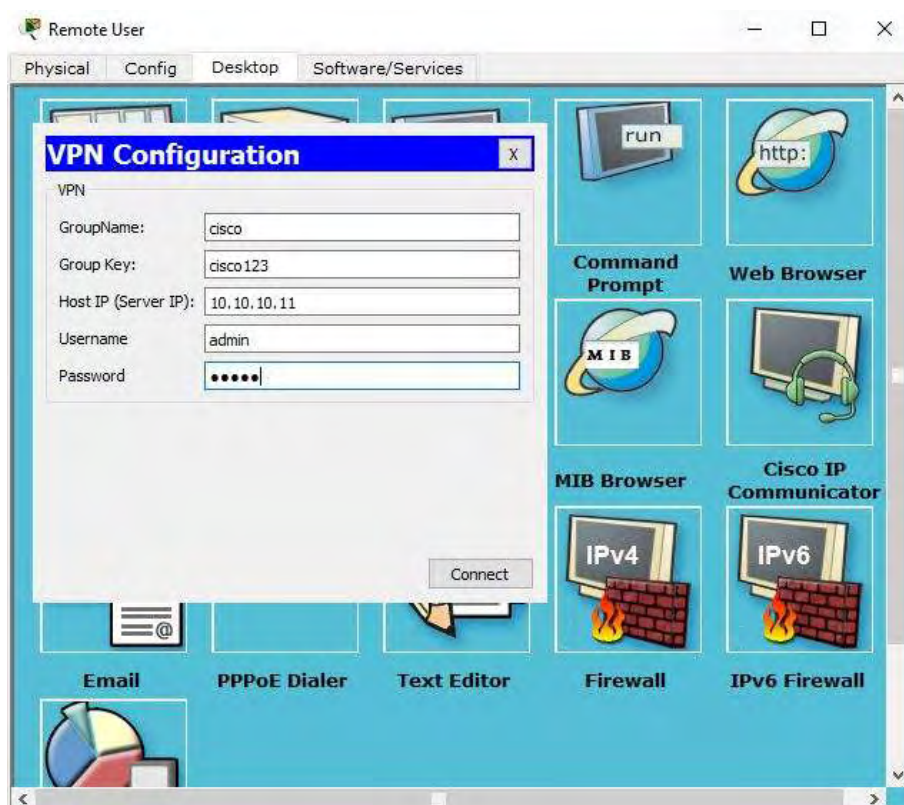 Remote User
Physical Config Desktop Software/Services
VPN Configuration
X
VPN
GroupName: cisco
Group Key: cisco123
Host IP (Server IP): 10.10.10.11
Username admin
Password •••••
Connect
run
http:
Command
Prompt
Web Browser
MIB
MIB Browser
Cisco IP
Communicator
IPv4
IPv6
@
Email
PPPoE Dialer
Text Editor
Firewall
IPv6 Firewall